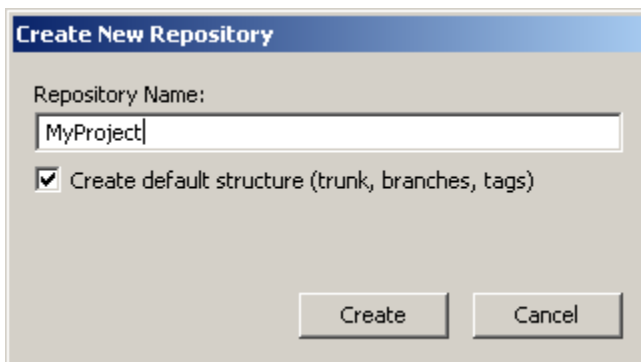 Create New Repository
Repository Name:
MyProject
Create default structure (trunk, branches, tags)
Create Cancel